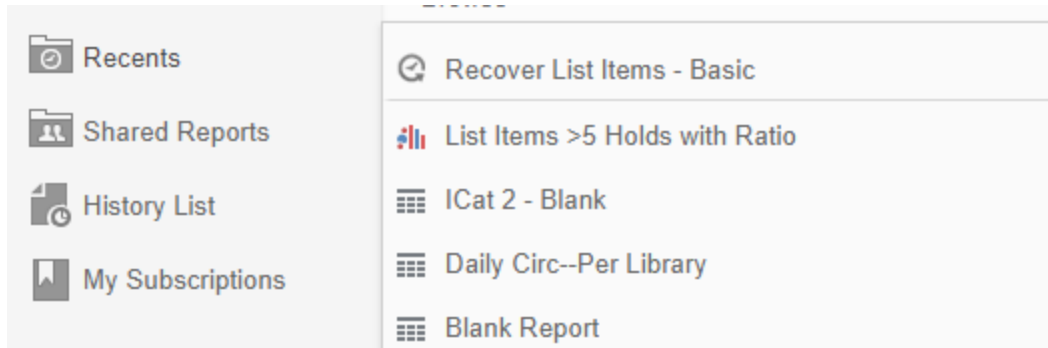 Recents
Shared Reports
History List
My Subscriptions
Recover List Items - Basic
List Items >5 Holds with Ratio
ICat 2 - Blank
Daily Circ--Per Library
Blank Report